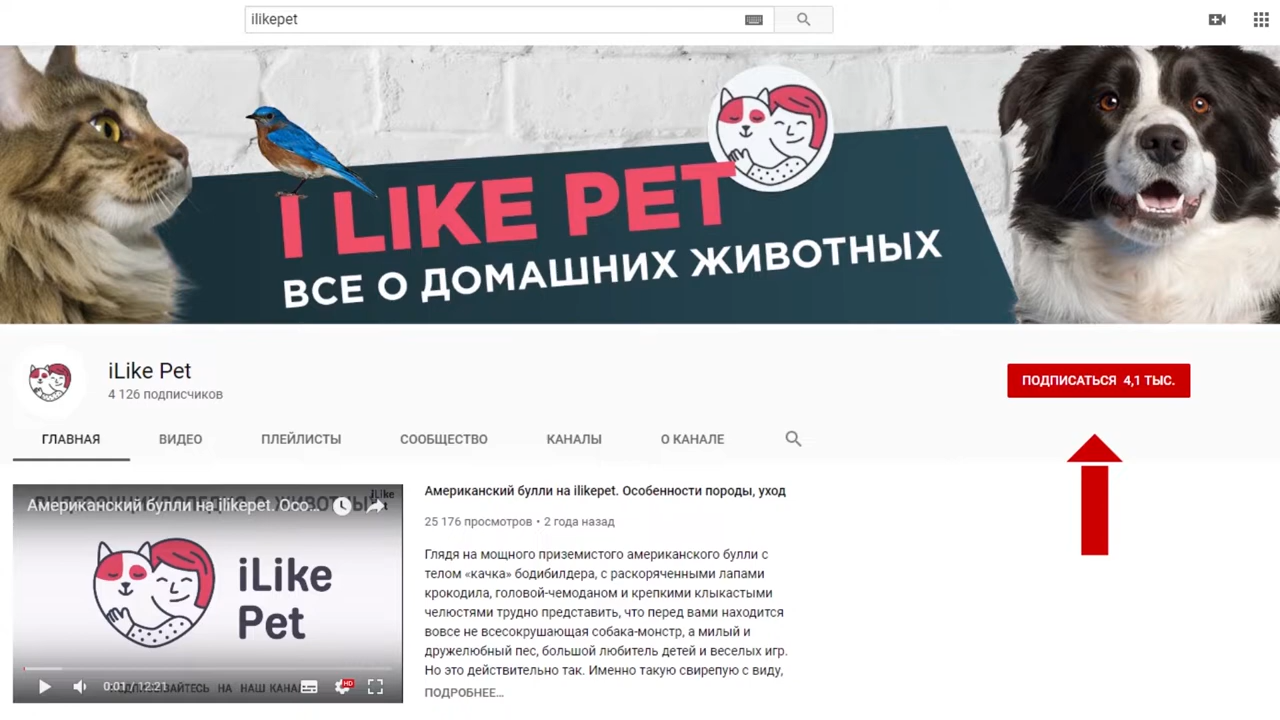 ilikepet
I LIKE PET
ВСЕ О ДОМАШНИХ ЖИВОТНЫХ
iLike Pet
4 126 подписчиков
ПОДПИСАТЬСЯ 4,1 ТЫС.
ГЛАВНАЯ ВИДЕО ПЛЕЙЛИСТЫ СООБЩЕСТВО КАНАЛЫ О КАНАЛЕ
Американский булли на ilikepet. Осо...
iLike
Pet
0:01 / 12:21
HD
НА НАШ
Американский булли на ilikepet. Особенности породы, уход
25 176 просмотров • 2 года назад
Глядя на мощного приземистого американского булли с
телом «качка» бодибилдера, с раскоряченными лапами
крокодила, головой-чемоданом и крепкими клыкастыми
челюстями трудно представить, что перед вами находится
вовсе не всесокрушающая собака-монстр, а милый и
дружелюбный пес, большой любитель детей и веселых игр.
Но это действительно так. Именно такую свирепую с виду,
ПОДРОБНЕЕ...